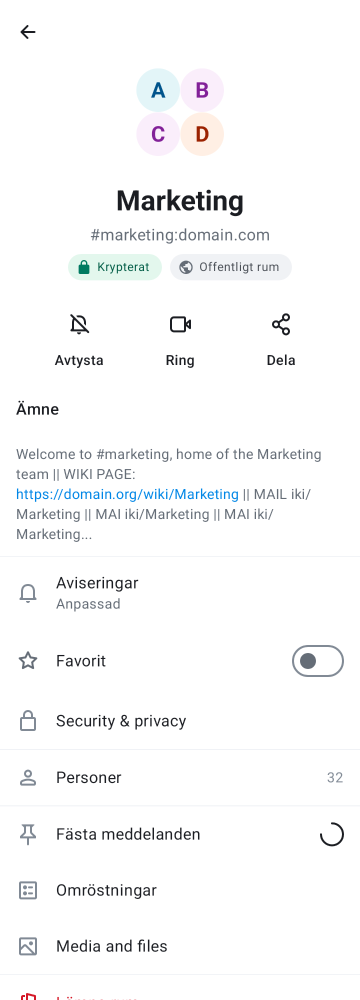 A B
C D
Marketing
#marketing:domain.com
Krypterat Offentligt rum
Avtysta Ring Dela
Ämne
Welcome to #marketing, home of the Marketing
team || WIKI PAGE:
https://domain.org/wiki/Marketing || MAIL iki/
Marketing || MAI iki/Marketing || MAI iki/
Marketing...
Aviseringar
Anpassad
Favorit
Security & privacy
Personer 32
Fästa meddelanden
Omröstningar
Media and files